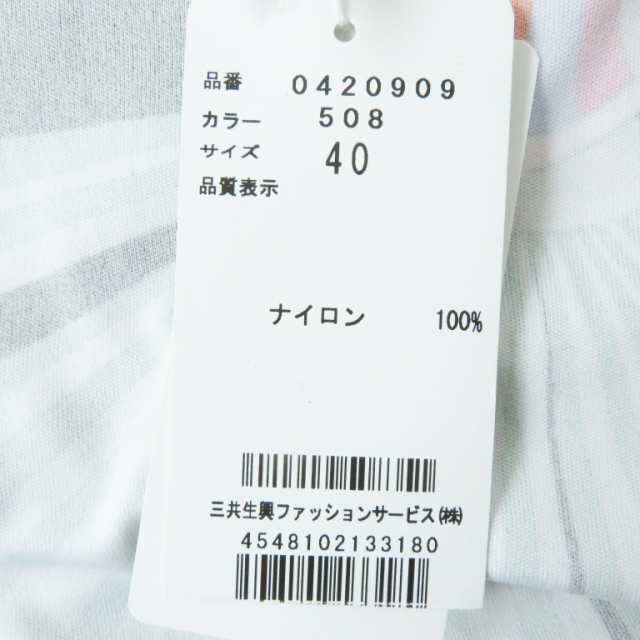 品番 0420909
カラー 508
サイズ 40
品質表示
ナイロン 100%
三共生興ファッションサービス(株)
4548102133180